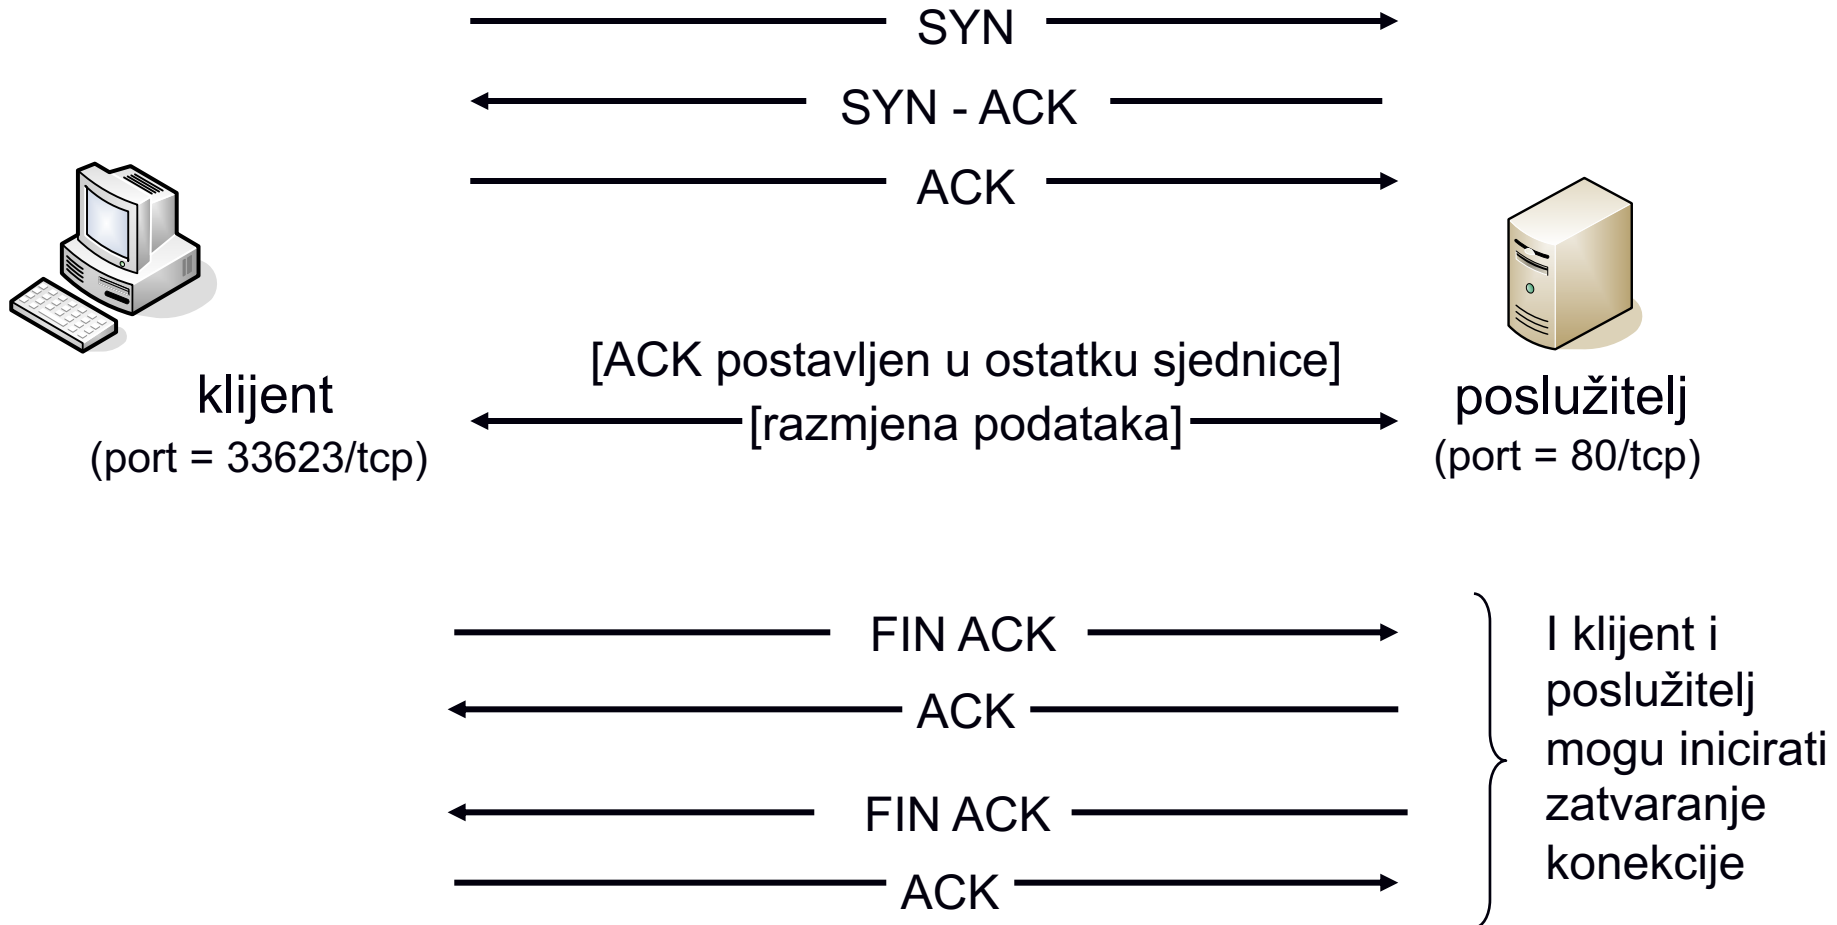 SYN
SYN - ACK
ACK
[ACK postavljen u ostatku sjednice]
klijent
poslužitelj
[razmjena podataka]
(port = 33623/tcp)
(port = 80/tcp)
FIN ACK
ACK
FIN ACK
ACK
I klijent i
poslužitelj
mogu inicirati
zatvaranje
konekcije